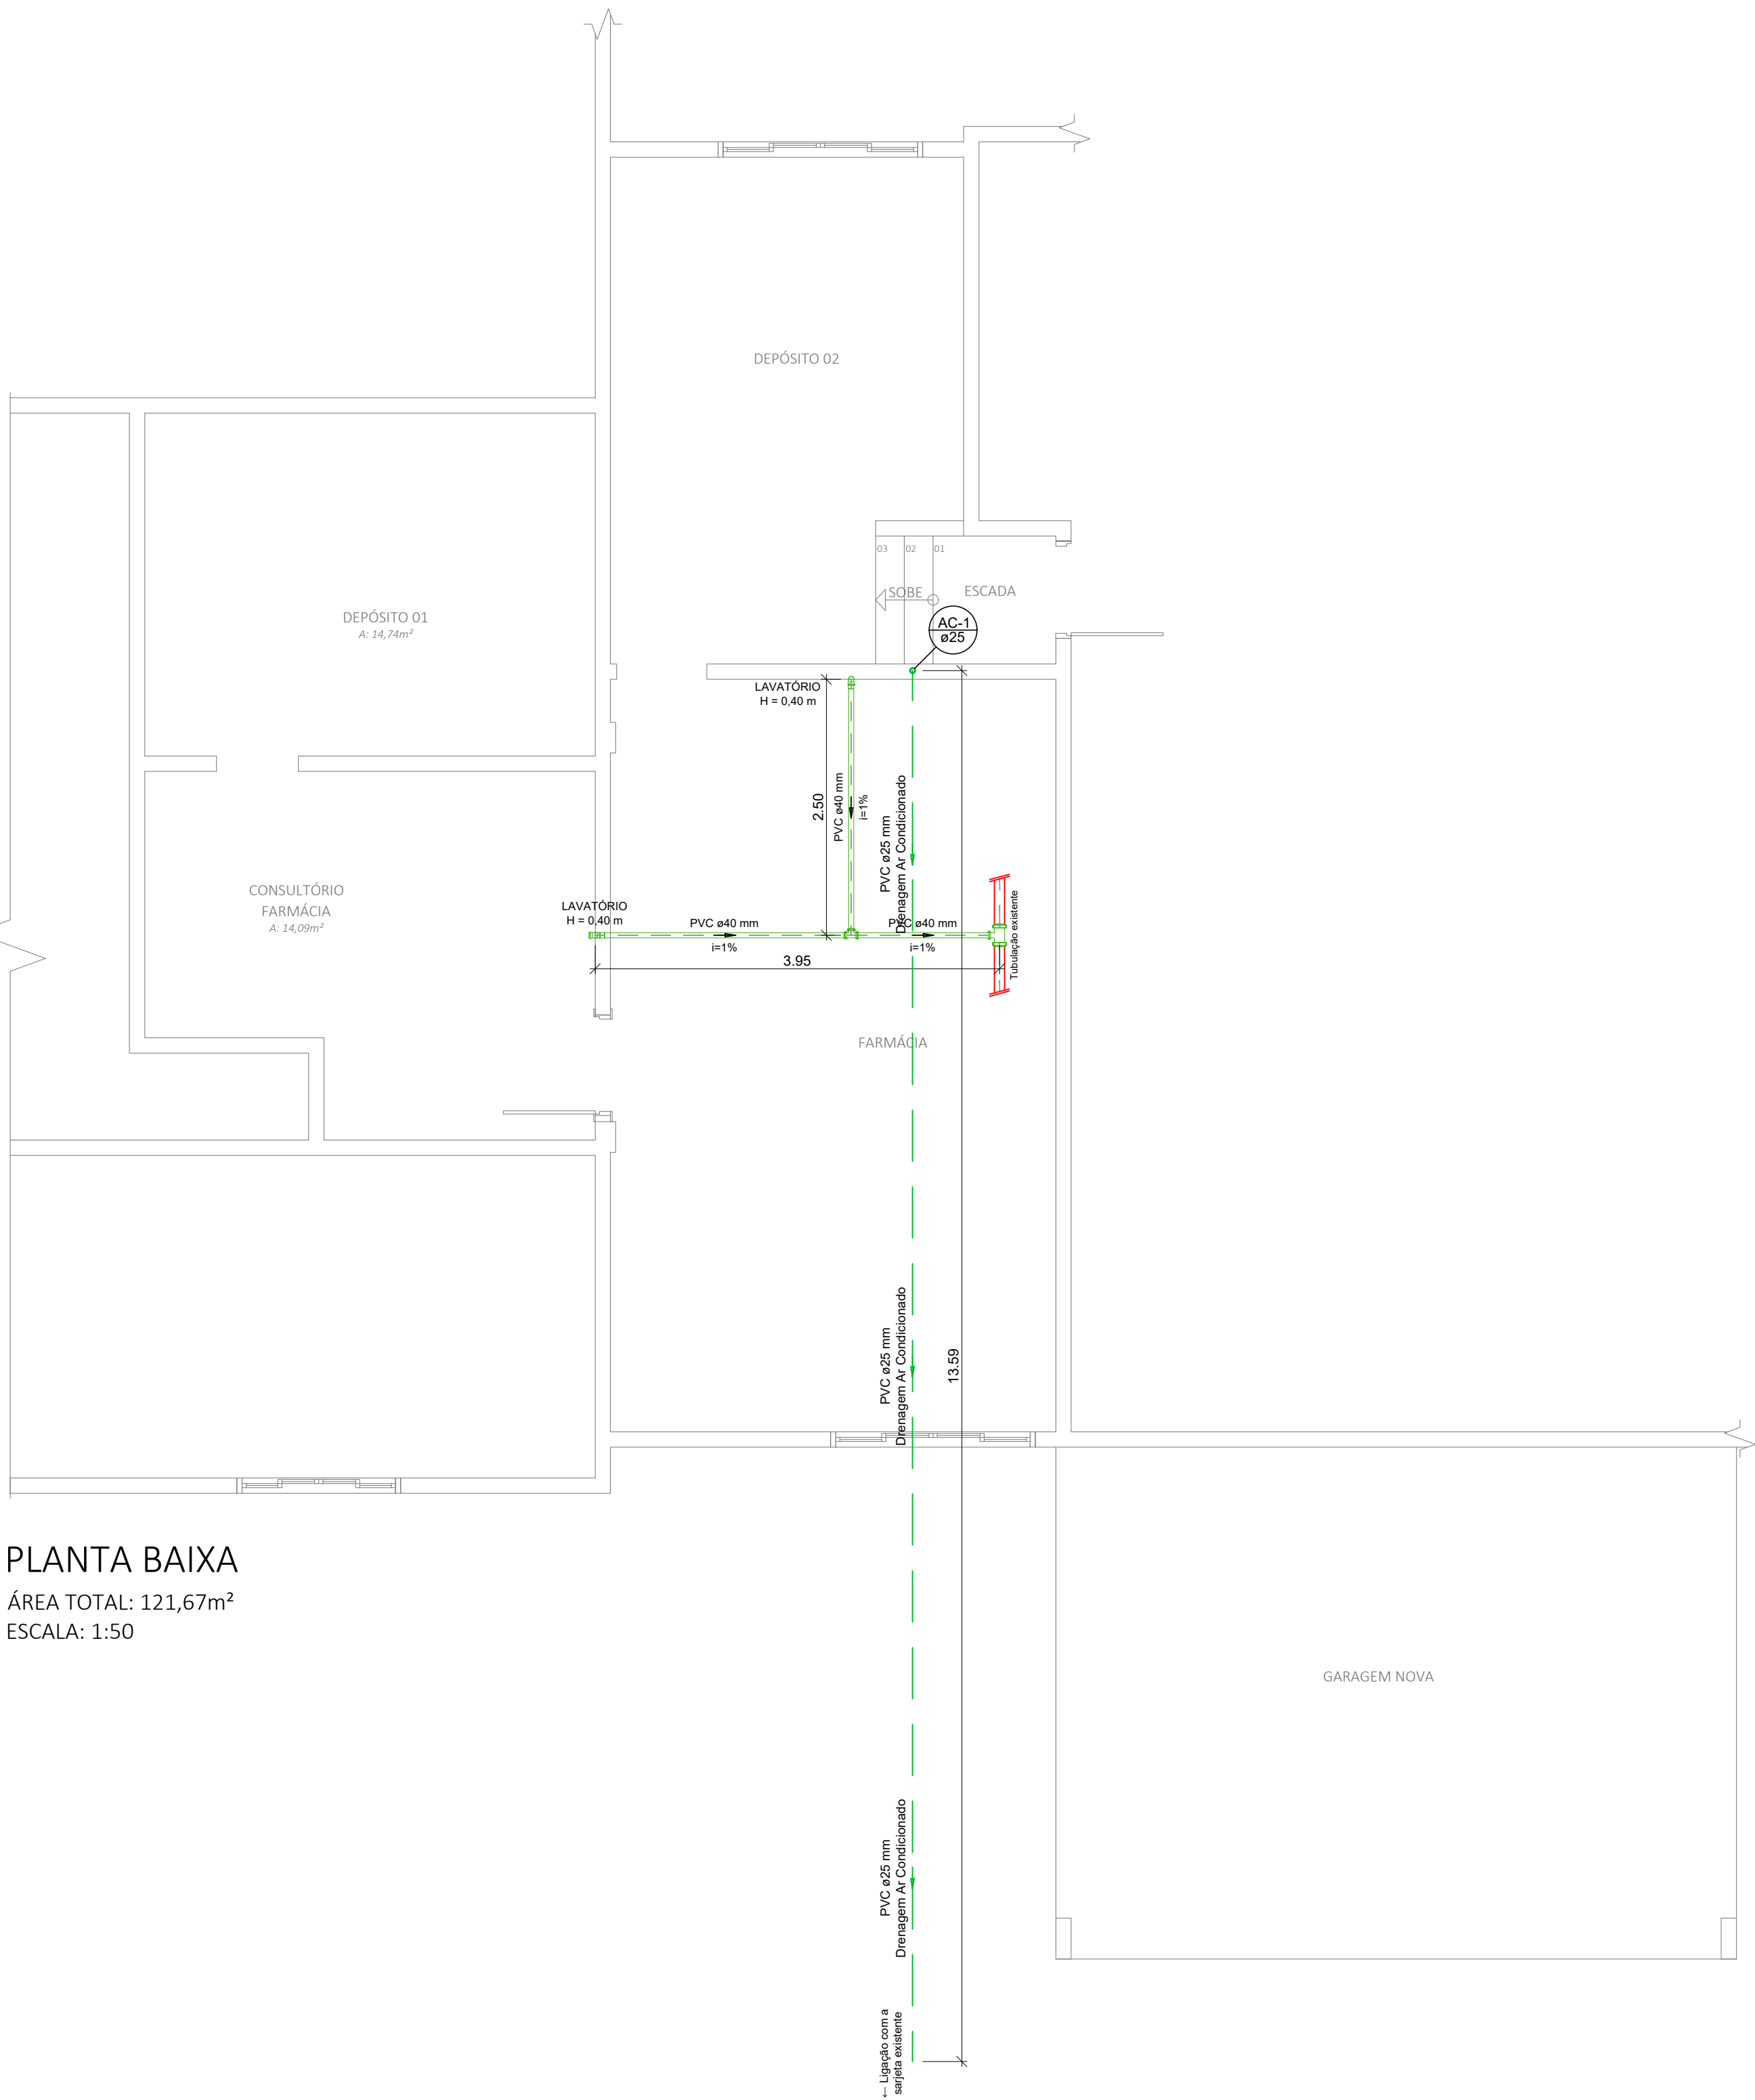 DEPÓSITO 02
03
02
01
SOBE
ESCADA
DEPÓSITO 01
A: 14,74m²
AC-1
ø25
LAVATÓRIO
H = 0,40 m
2.50
PVC ø40 mm
i=1%
PVC ø25 mm
Drenagem Ar Condicionado
CONSULTÓRIO
FARMÁCIA
A: 14,09m²
LAVATÓRIO
H = 0,40 m
PVC ø40 mm
i=1%
PVC ø40 mm
i=1%
Tubulação existente
3.95
FARMÁCIA
PVC ø25 mm
Drenagem Ar Condicionado
13.59
PLANTA BAIXA
ÁREA TOTAL: 121,67m²
ESCALA: 1:50
GARAGEM NOVA
PVC ø25 mm
Drenagem Ar Condicionado
← Ligação com a
sarjeta existente